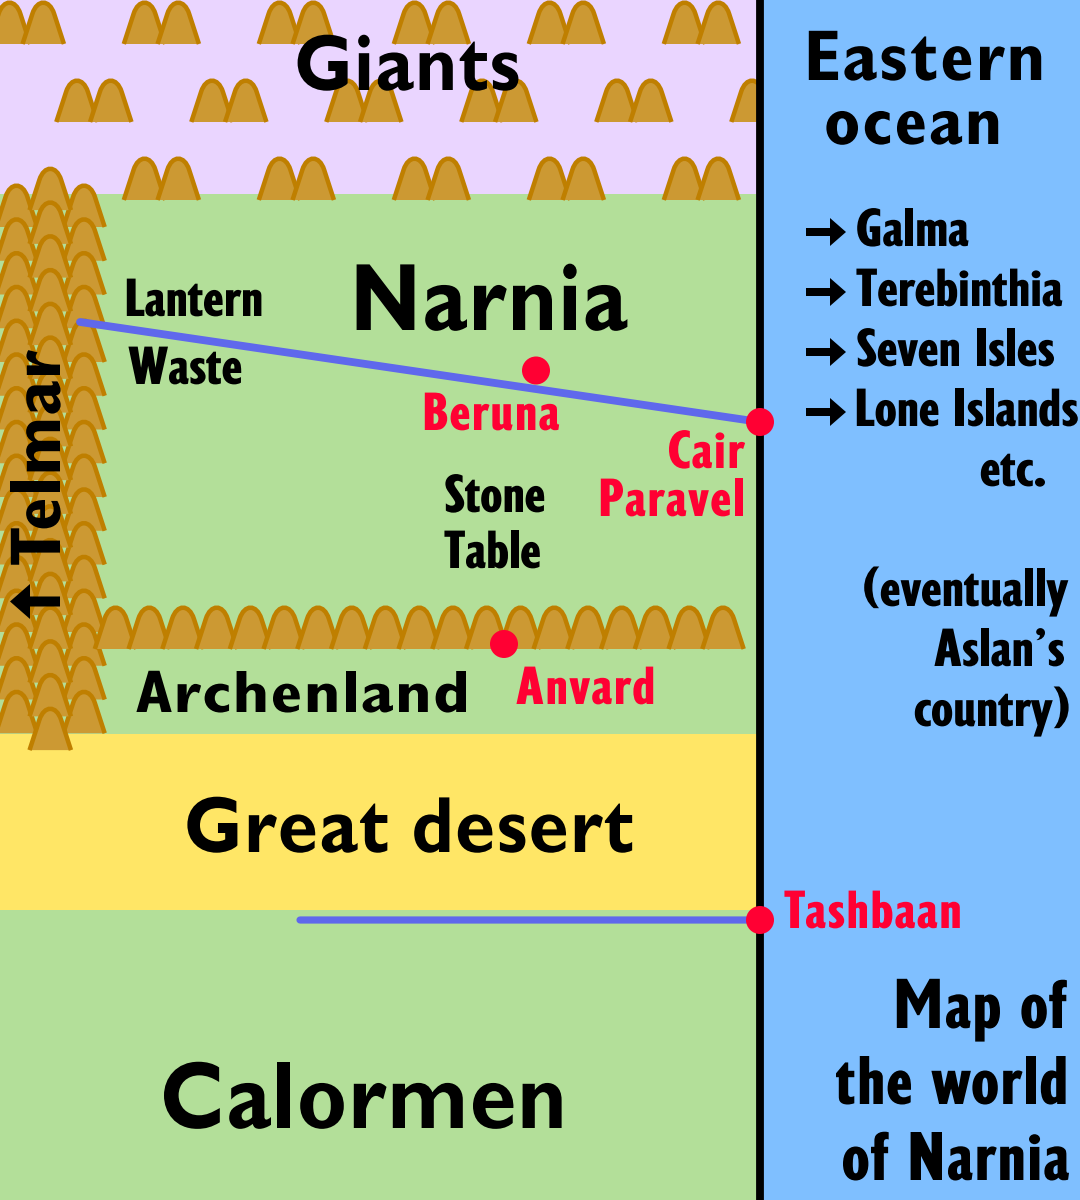 Giants
Eastern
ocean
→ Galma
→ Terebinthia
→ Seven Isles
→ Lone Islands
etc.
(eventually
Aslan's
country)
Lantern
Waste
Narnia
Beruna
Cair
Paravel
Stone
Table
↑ Telmar
Archenland
Anvard
Great desert
Tashbaan
Calormen
Map of
the world
of Narnia